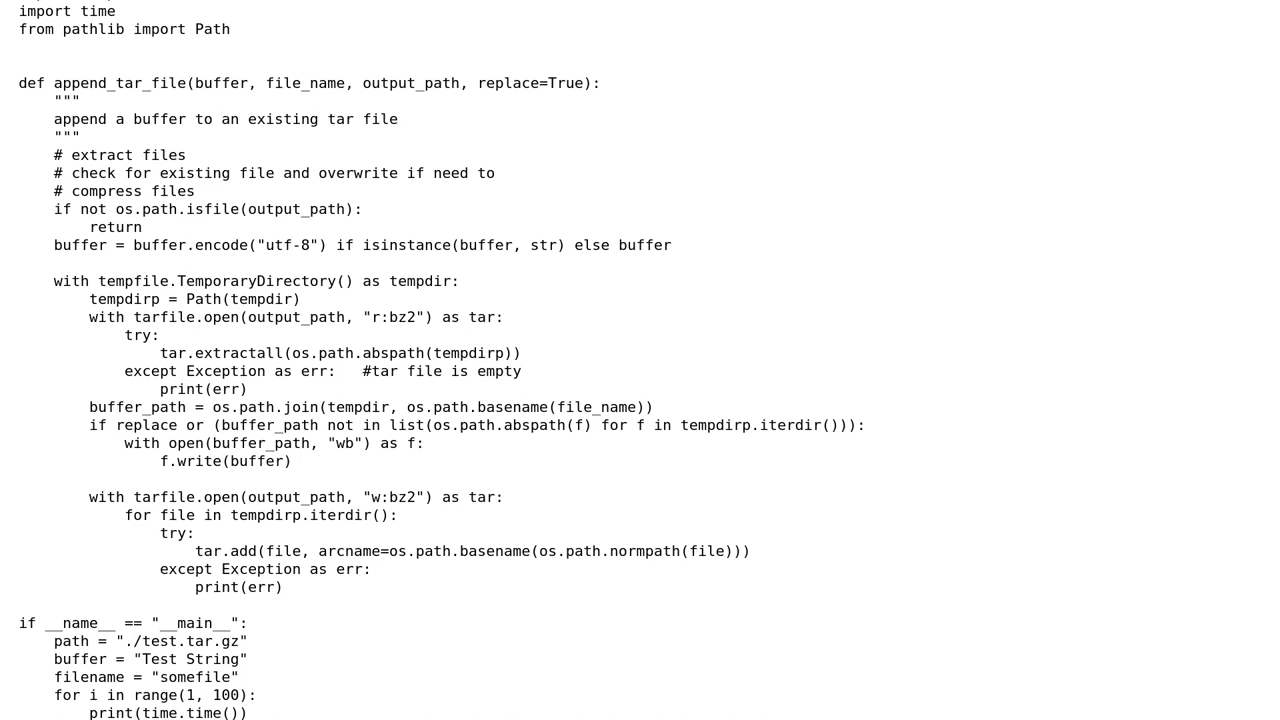 import time
from pathlib import Path
def append_tar_file(buffer, file_name, output_path, replace=True):
    """
    append a buffer to an existing tar file
    """
    # extract files
    # check for existing file and overwrite if need to
    # compress files
    if not os.path.isfile(output_path):
        return
    buffer = buffer.encode("utf-8") if isinstance(buffer, str) else buffer
    with tempfile.TemporaryDirectory() as tempdir:
        tempdirp = Path(tempdir)
        with tarfile.open(output_path, "r:bz2") as tar:
            try:
                tar.extractall(os.path.abspath(tempdirp))
            except Exception as err:   #tar file is empty
                print(err)
        buffer_path = os.path.join(tempdir, os.path.basename(file_name))
        if replace or (buffer_path not in list(os.path.abspath(f) for f in tempdirp.iterdir())):
            with open(buffer_path, "wb") as f:
                f.write(buffer)
        with tarfile.open(output_path, "w:bz2") as tar:
            for file in tempdirp.iterdir():
                try:
                    tar.add(file, arcname=os.path.basename(os.path.normpath(file)))
                except Exception as err:
                    print(err)
if __name__ == "__main__":
    path = "./test.tar.gz"
    buffer = "Test String"
    filename = "somefile"
    for i in range(1, 100):
        print(time.time())